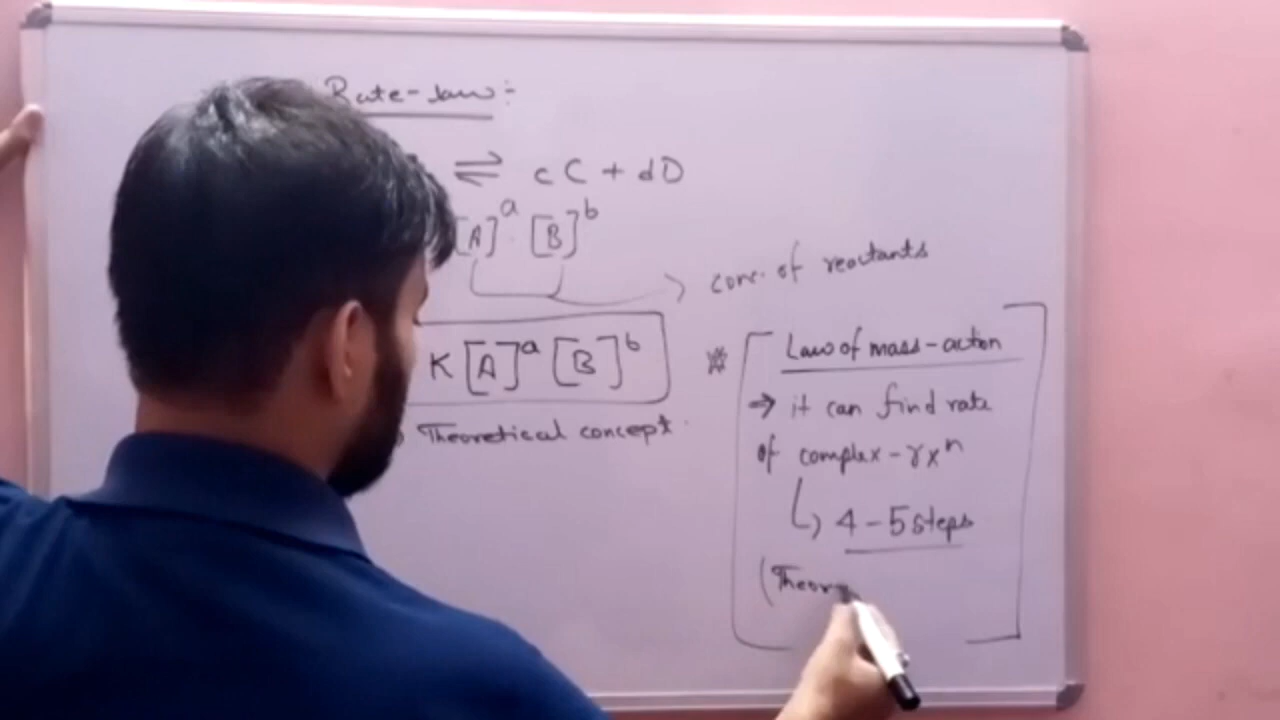 Rate-law:-
⇌ cC + dD
[A]ᵃ · [B]ᵇ
conc. of reactants
K[A]ᵃ [B]ᵇ
Theoretical concept.
※ Law of mass-action
⇒ it can find rate
of complex-rxⁿ
↳ 4-5 steps
(Theor